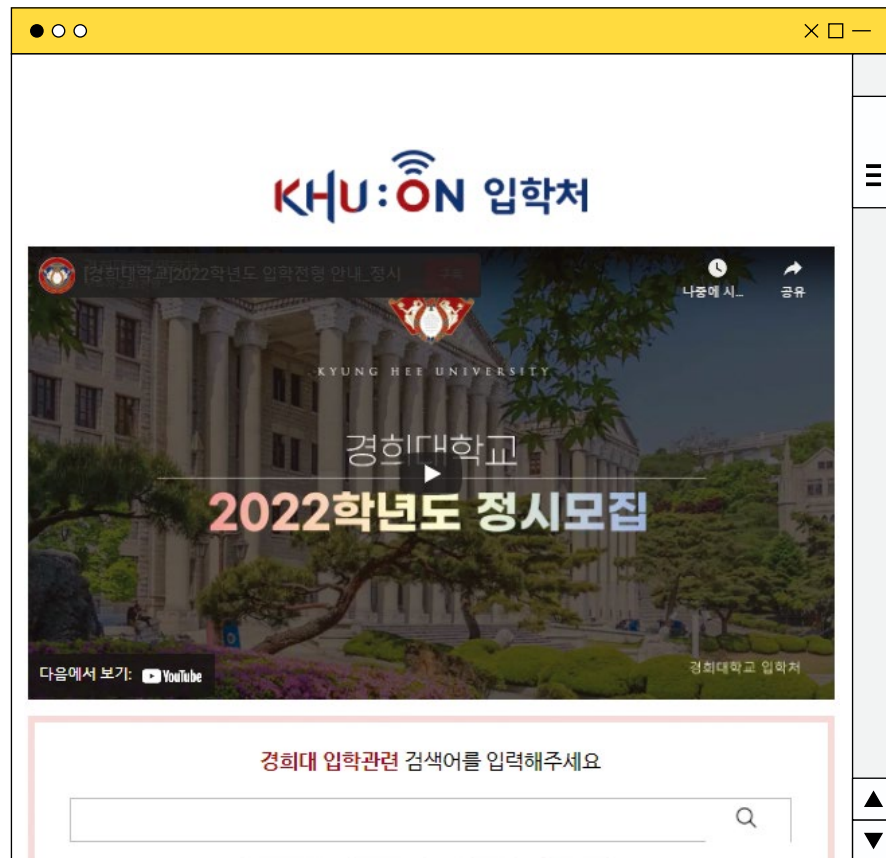 KHU:ON 입학처
[경희대학교]2022학년도 입학전형 안내_정시
나중에 시...
공유
KYUNG HEE UNIVERSITY
경희대학교
2022학년도 정시모집
다음에서 보기: YouTube
경희대학교 입학처
경희대 입학관련 검색어를 입력해주세요